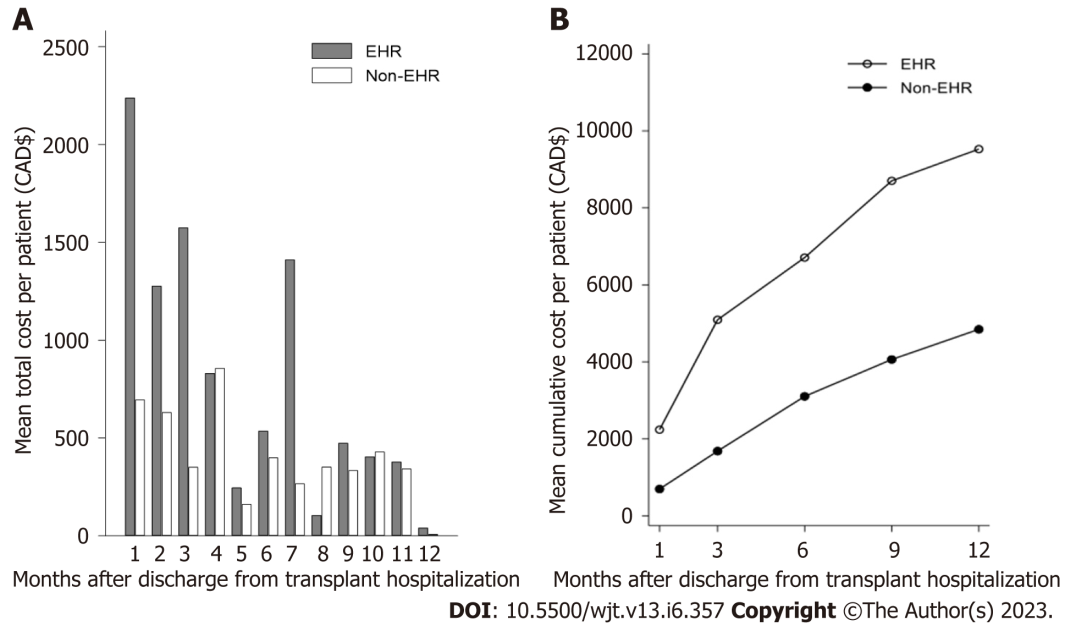 A
Mean total cost per patient (CAD$)
2500
2000
1500
1000
500
0
EHR
Non-EHR
1 2 3 4 5 6 7 8 9 10 11 12
Months after discharge from transplant hospitalization
B
Mean cumulative cost per patient (CAD$)
12000
10000
8000
6000
4000
2000
0
EHR
Non-EHR
1 3 6 9 12
Months after discharge from transplant hospitalization
DOI: 10.5500/wjt.v13.i6.357 Copyright ©The Author(s) 2023.